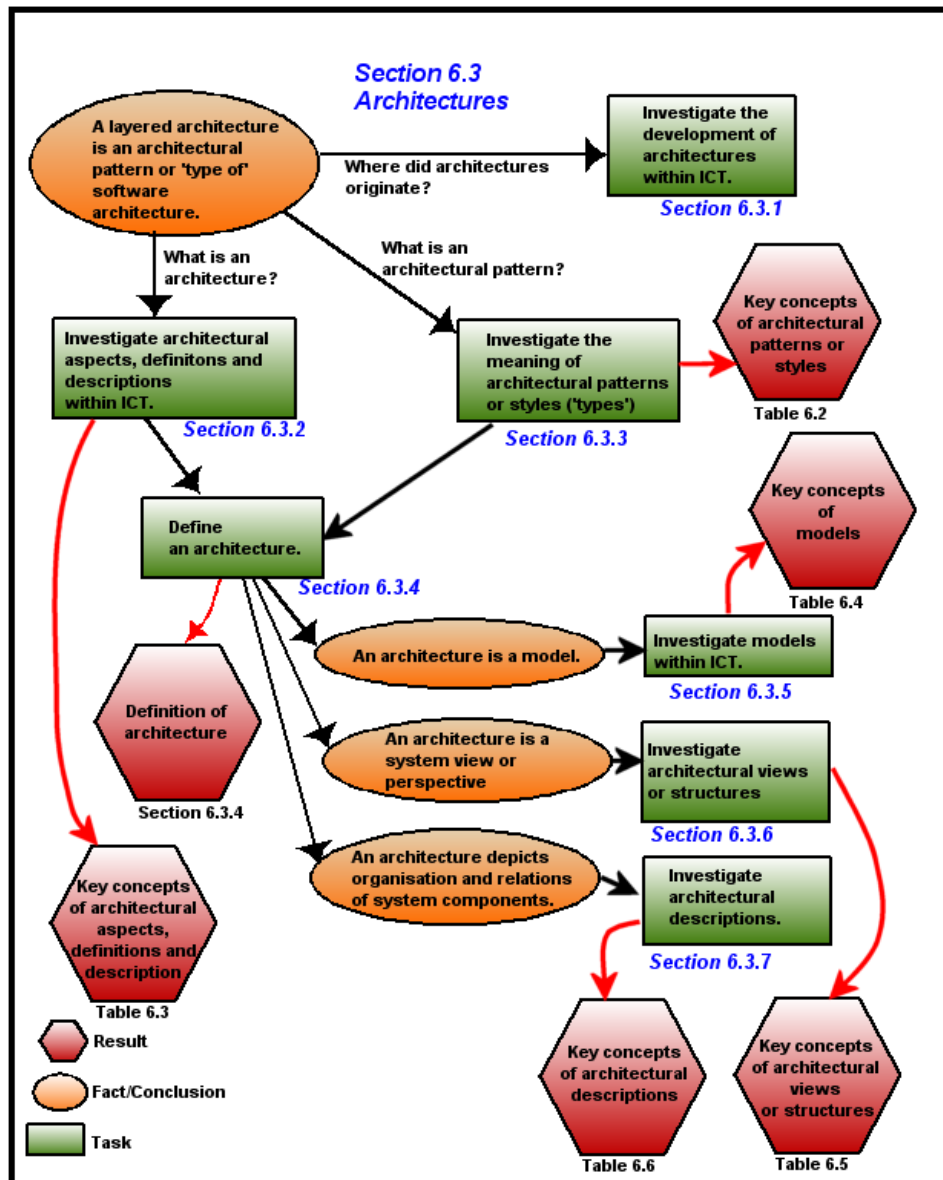 Section 6.3
Architectures
A layered architecture
is an architectural
pattern or 'type of'
software
architecture.
Where did architectures
originate?
Investigate the
development of
architectures
within ICT.
Section 6.3.1
What is an
architecture?
What is an
architectural pattern?
Key concepts
of architectural
patterns or
styles
Table 6.2
Investigate architectural
aspects, definitons and
descriptions
within ICT.
Section 6.3.2
Investigate the
meaning of
architectural patterns
or styles ('types')
Section 6.3.3
Key concepts
of
models
Table 6.4
Define
an architecture.
Section 6.3.4
An architecture is a model.
Investigate models
within ICT.
Section 6.3.5
Definition of
architecture
Section 6.3.4
An architecture is a
system view or
perspective
Investigate
architectural views
or structures
Section 6.3.6
An architecture depicts
organisation and relations
of system components.
Investigate
architectural
descriptions.
Section 6.3.7
Key concepts
of architectural
aspects,
definitions and
description
Table 6.3
Key concepts
of architectural
descriptions
Table 6.6
Key concepts
of architectural
views
or structures
Table 6.5
Result
Fact/Conclusion
Task